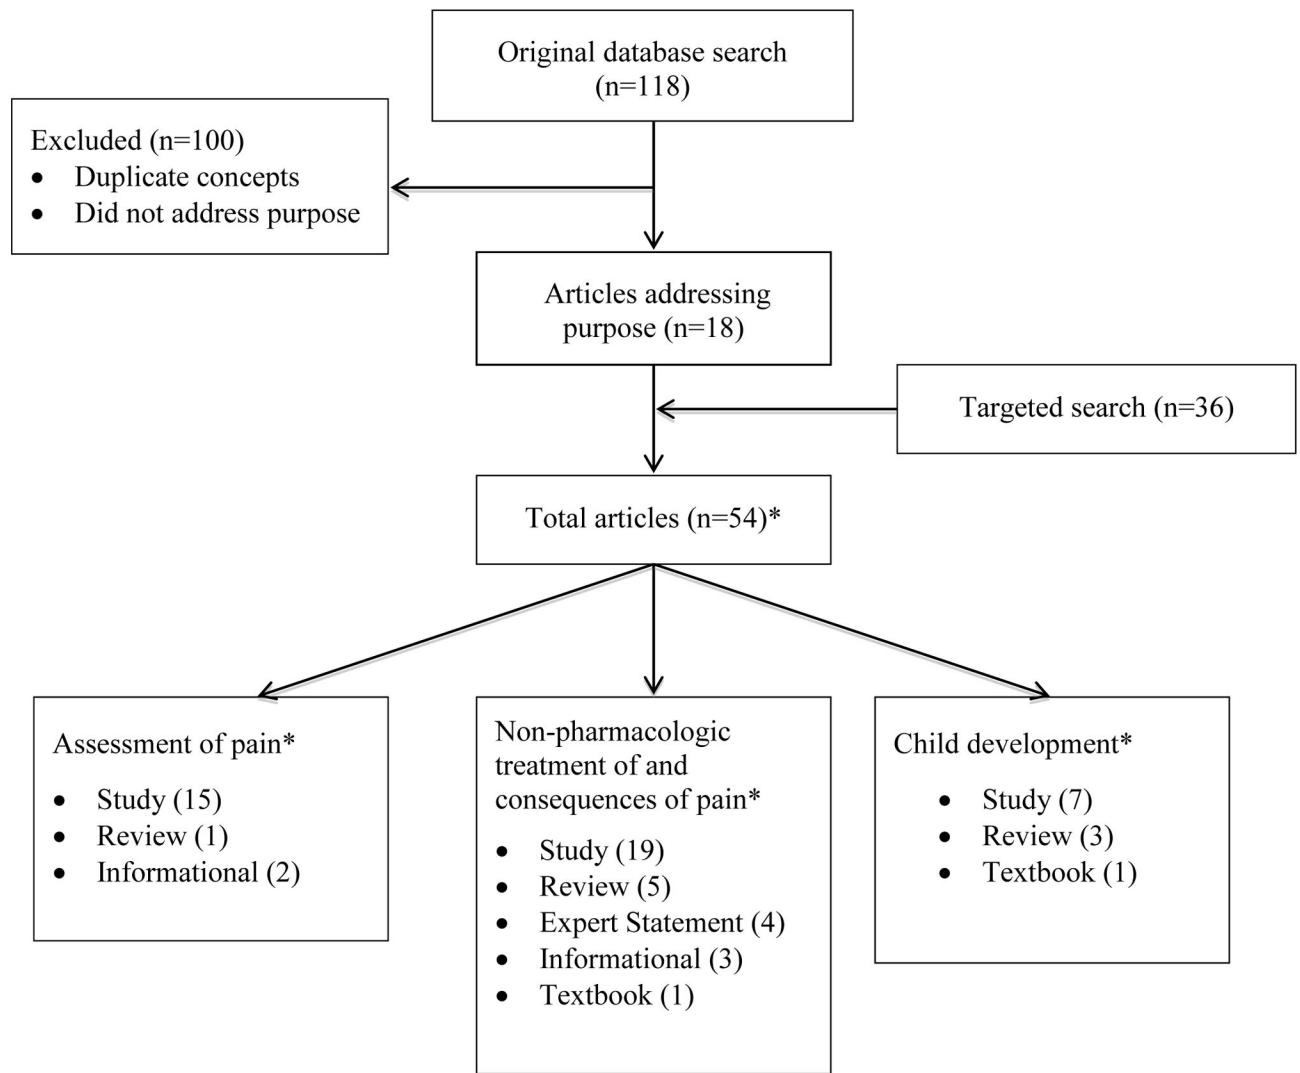 Original database search
(n=118)
Excluded (n=100)
• Duplicate concepts
• Did not address purpose
Articles addressing
purpose (n=18)
Targeted search (n=36)
Total articles (n=54)*
Assessment of pain*
• Study (15)
• Review (1)
• Informational (2)
Non-pharmacologic
treatment of and
consequences of pain*
• Study (19)
• Review (5)
• Expert Statement (4)
• Informational (3)
• Textbook (1)
Child development*
• Study (7)
• Review (3)
• Textbook (1)